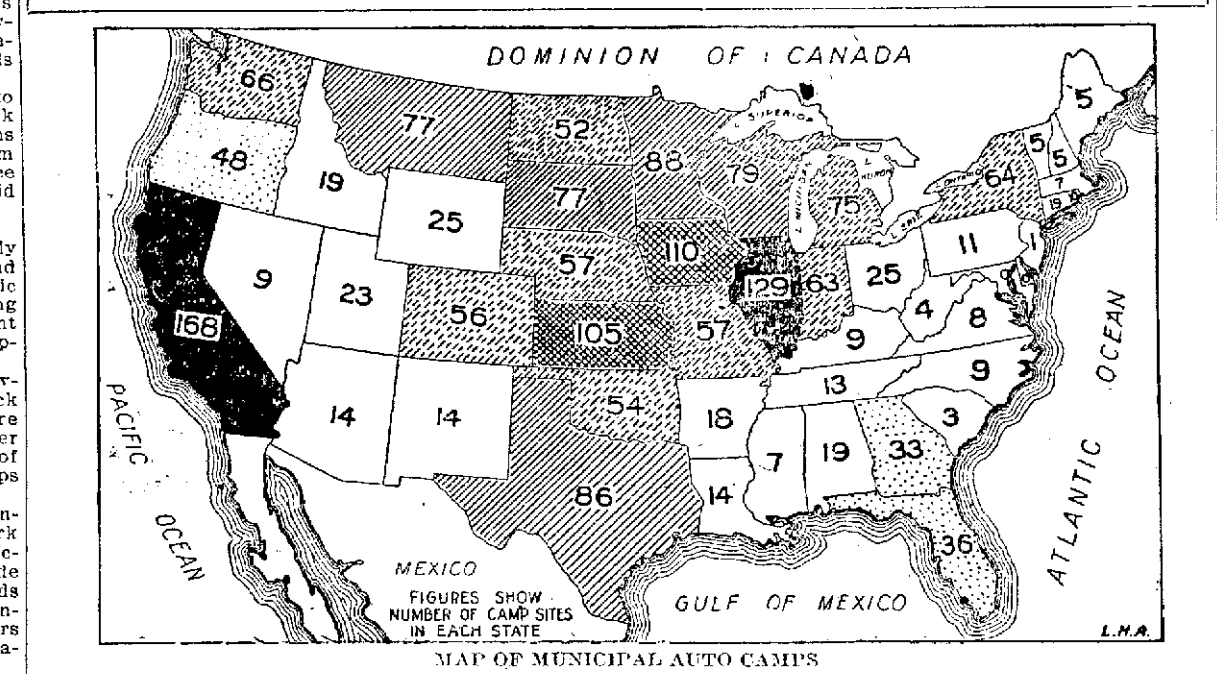 DOMINION OF CANADA
66
77
52
88
79
L. SUPERIOR
L. MICHIGAN
L. HURON
ONTARIO
ERIE
5
5
5
7
19
10
64
48
19
25
77
75
110
57
11
1
9
23
56
105
57
129
63
25
4
8
168
9
13
9
14
14
54
18
7
19
33
3
86
14
36
PACIFIC
OCEAN
ATLANTIC OCEAN
MEXICO
GULF OF MEXICO
FIGURES SHOW
NUMBER OF CAMP SITES
IN EACH STATE
L.H.A.
MAP OF MUNICIPAL AUTO CAMPS